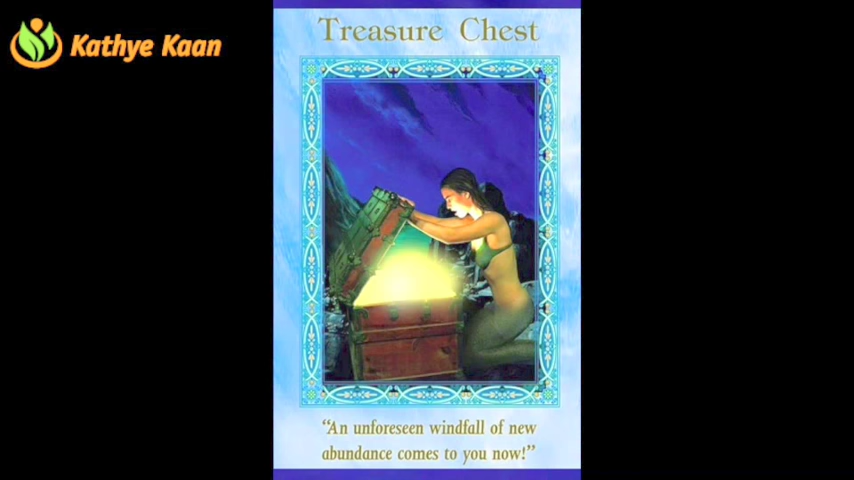 Kathye Kaan
Treasure Chest
“An unforeseen windfall of new
abundance comes to you now!”